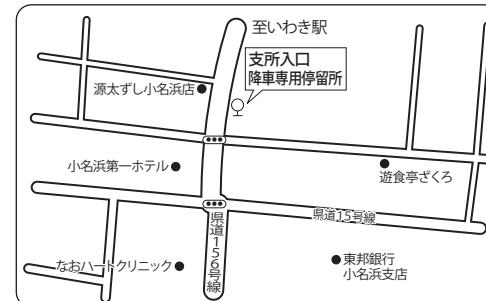 至いわき駅
支所入口
降車専用停留所
源太ずし小名浜店
小名浜第一ホテル
遊食亭ざくろ
県道15号線
県道156号線
なおハートクリニック
東邦銀行
小名浜支店